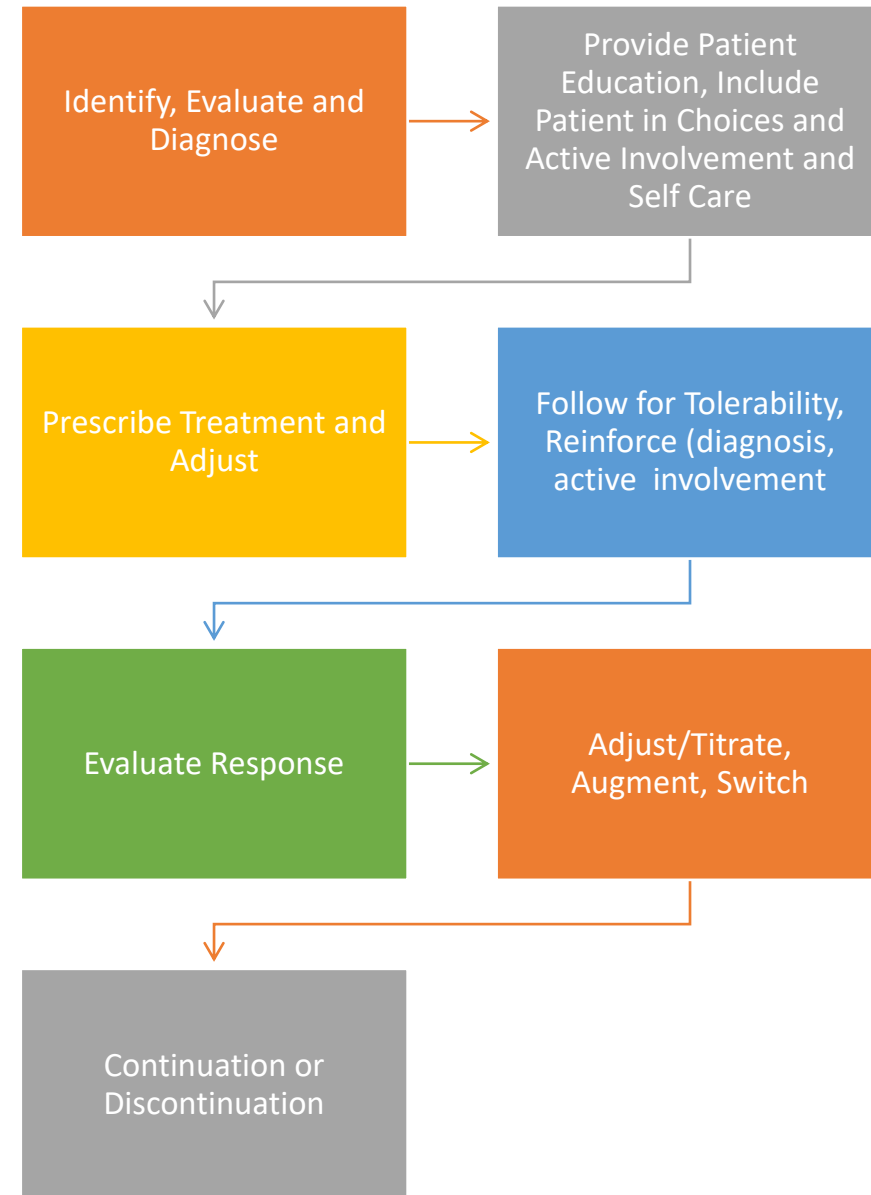 Identify, Evaluate and
Diagnose
Provide Patient
Education, Include
Patient in Choices and
Active Involvement and
Self Care
Prescribe Treatment and
Adjust
Follow for Tolerability,
Reinforce (diagnosis,
active  involvement
Evaluate Response
Adjust/Titrate,
Augment, Switch
Continuation or
Discontinuation